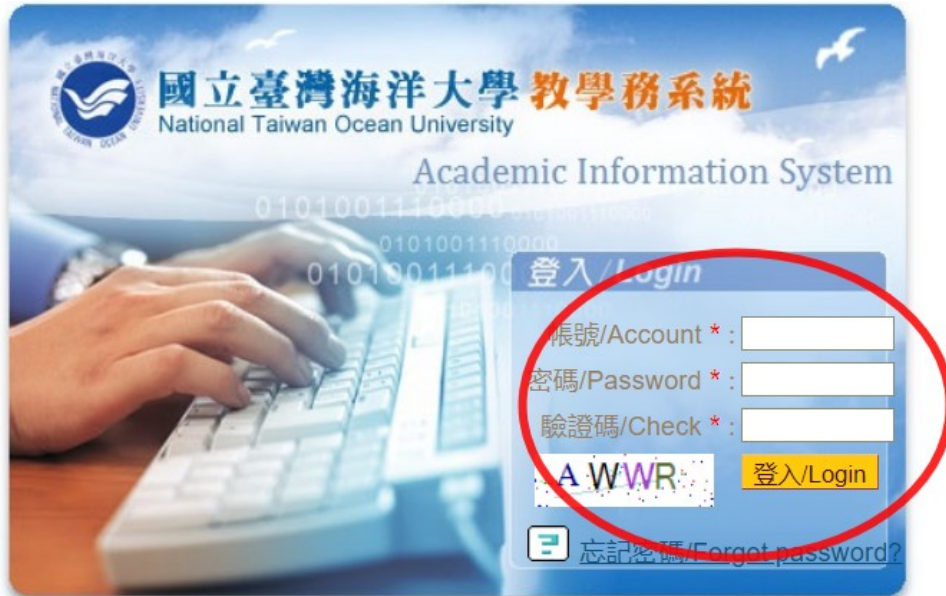 國立臺灣海洋大學 教學務系統
National Taiwan Ocean University
Academic Information System
0101001110000
0101001110000
登入/Login
帳號/Account * :
密碼/Password * :
驗證碼/Check * :
A W W R
登入/Login
忘記密碼/Forgot password?